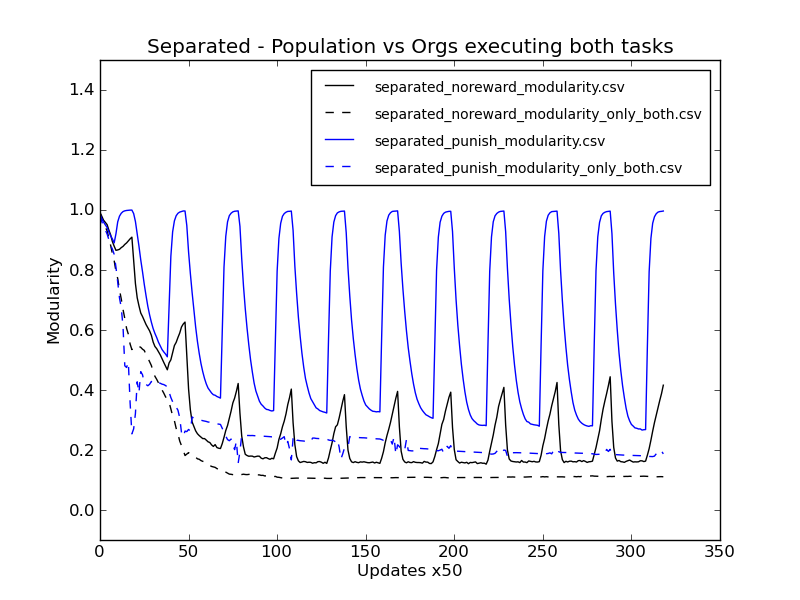 Separated - Population vs Orgs executing both tasks
separated_noreward_modularity.csv
separated_noreward_modularity_only_both.csv
separated_punish_modularity.csv
separated_punish_modularity_only_both.csv
Modularity
1.4
1.2
1.0
0.8
0.6
0.4
0.2
0.0
0 50 100 150 200 250 300 350
Updates x50